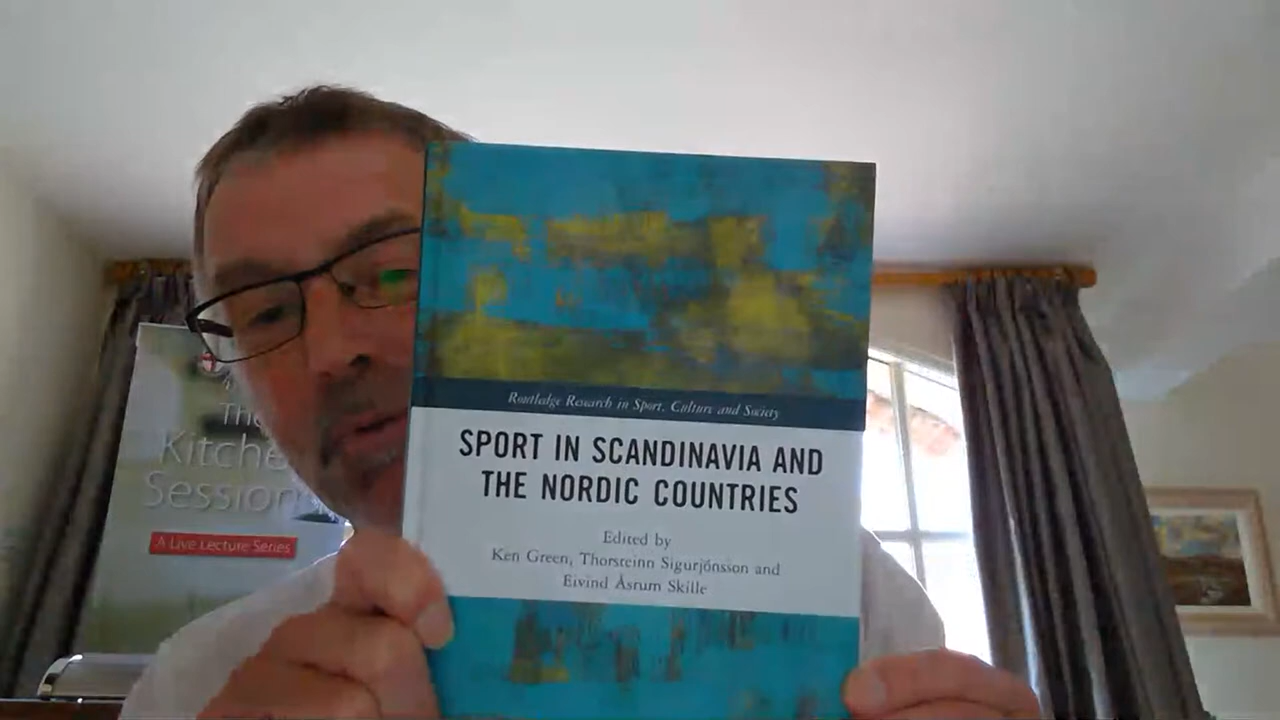 The
Kitche
Session
A Live Lecture Series
Routledge Research in Sport, Culture and Society
SPORT IN SCANDINAVIA AND
THE NORDIC COUNTRIES
Edited by
Ken Green, Thorsteinn Sigurjónsson and
Eivind Åsrum Skille